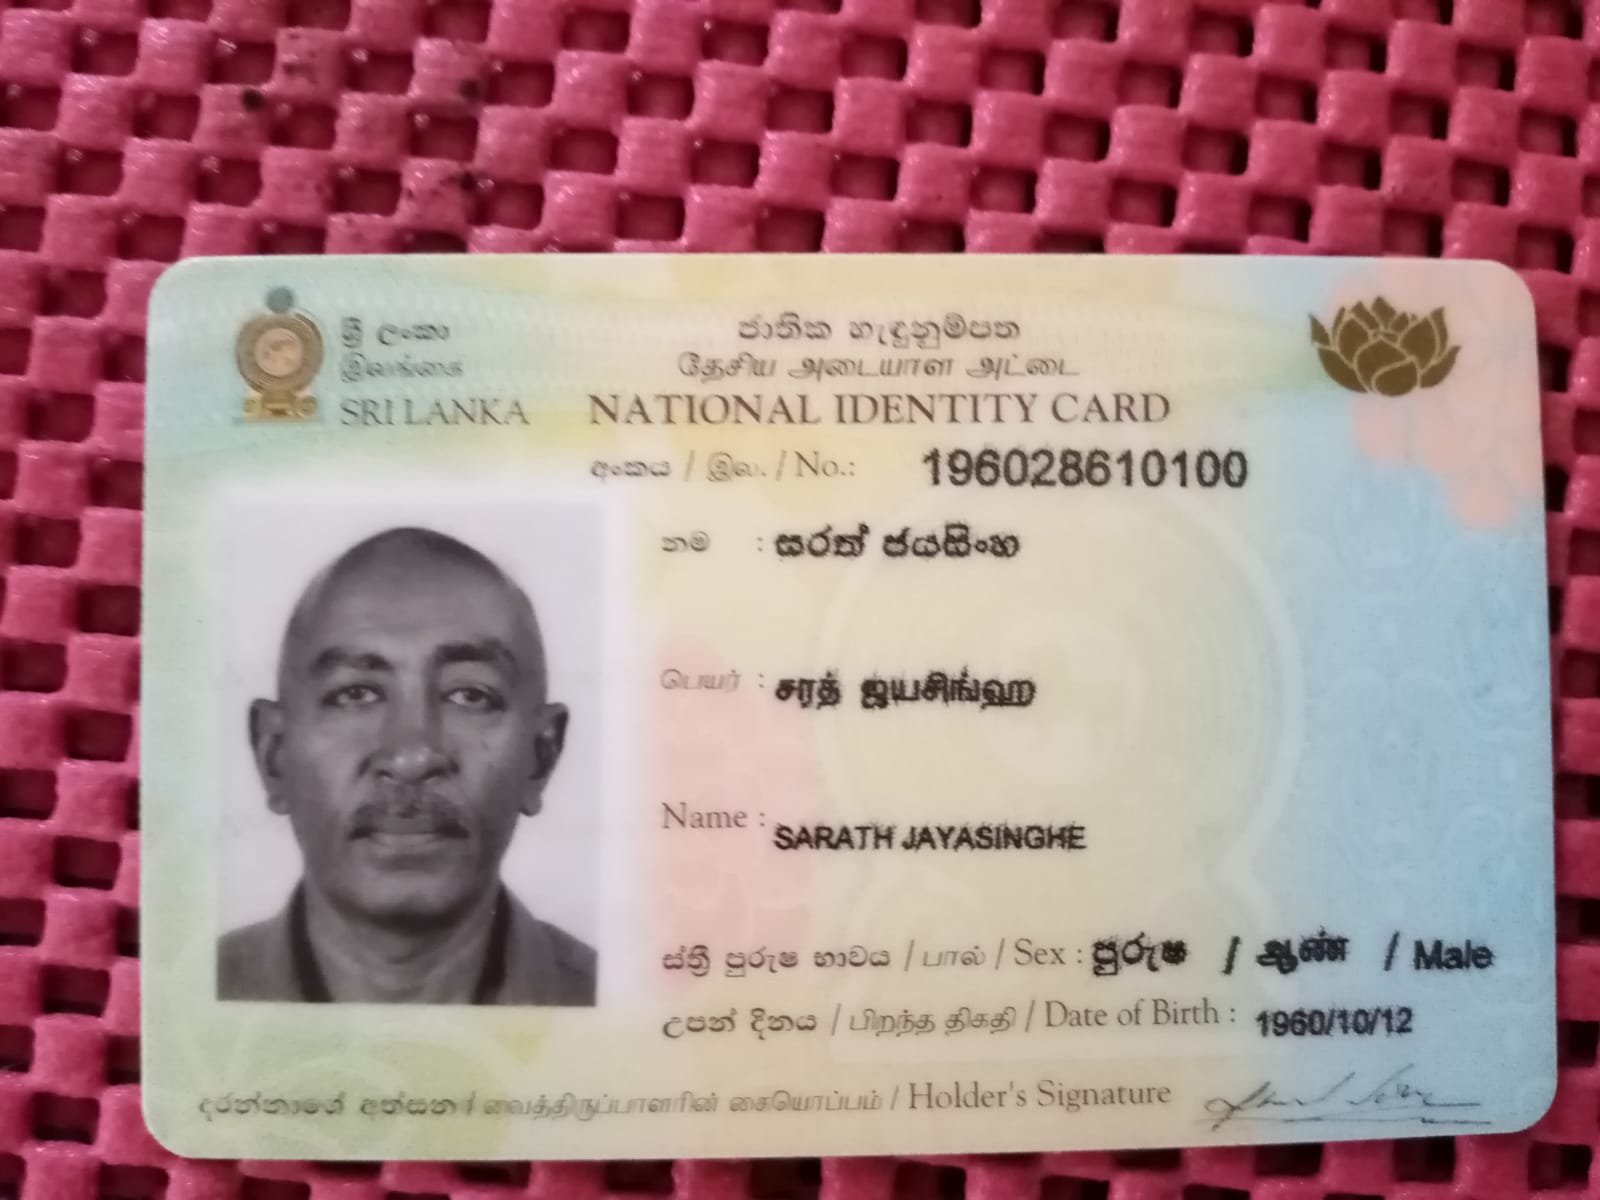 ශ්‍රී ලංකා
இலங்கை
SRI LANKA
ජාතික හැඳුනුම්පත
தேசிய அடையாள அட்டை
NATIONAL IDENTITY CARD
අංකය / இல. / No.: 196028610100
නම : සරත් ජයසිංහ
பெயர் : சரத் ஜயசிங்ஹ
Name : SARATH JAYASINGHE
ස්ත්‍රී පුරුෂ භාවය / பால் / Sex : පුරුෂ / ஆண் / Male
උපන් දිනය / பிறந்த திகதி / Date of Birth : 1960/10/12
දරන්නාගේ අත්සන / வைத்திருப்பாளரின் கையொப்பம் / Holder's Signature